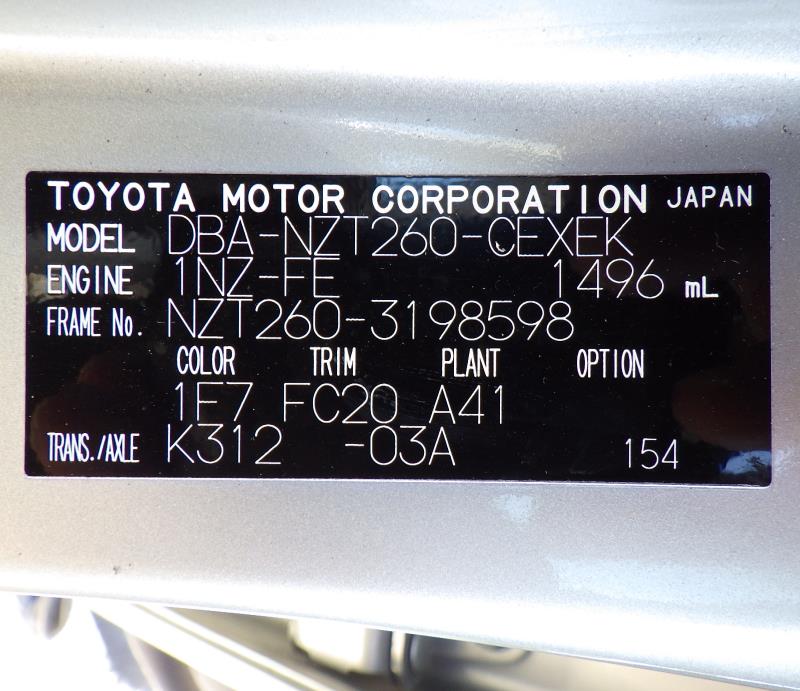 TOYOTA MOTOR CORPORATION JAPAN
MODEL DBA-NZT260-CEXEK
ENGINE 1NZ-FE 1496 mL
FRAME No. NZT260-3198598
COLOR TRIM PLANT OPTION
1F7 FC20 A41
TRANS./AXLE K312 -03A 154